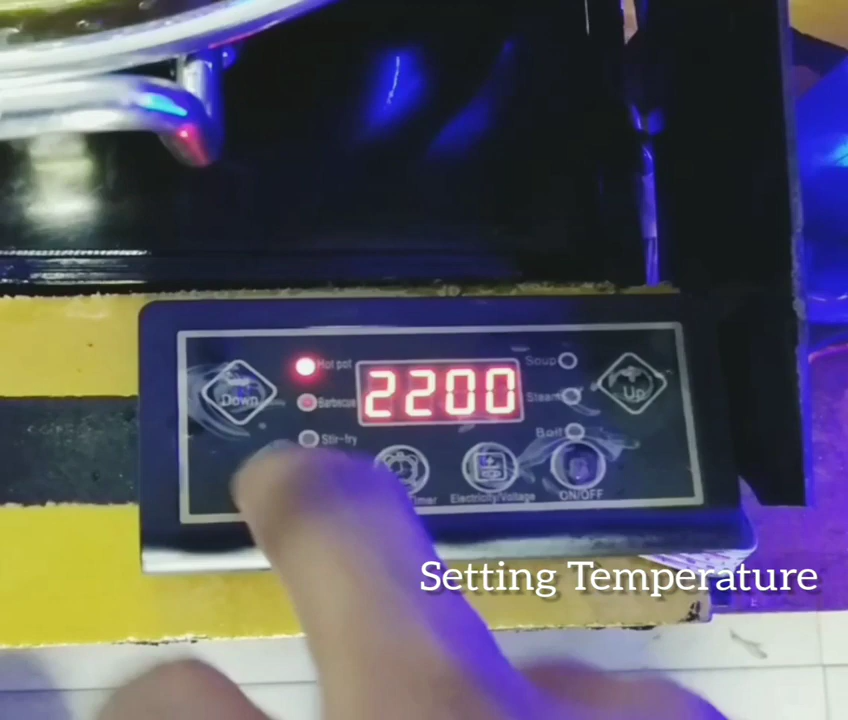 Hot pot
2200
Soup
Down
Barbecue
Steam
Up
Stir-fry
Boil
Timer
Electricity/Voltage
ON/OFF
Setting Temperature